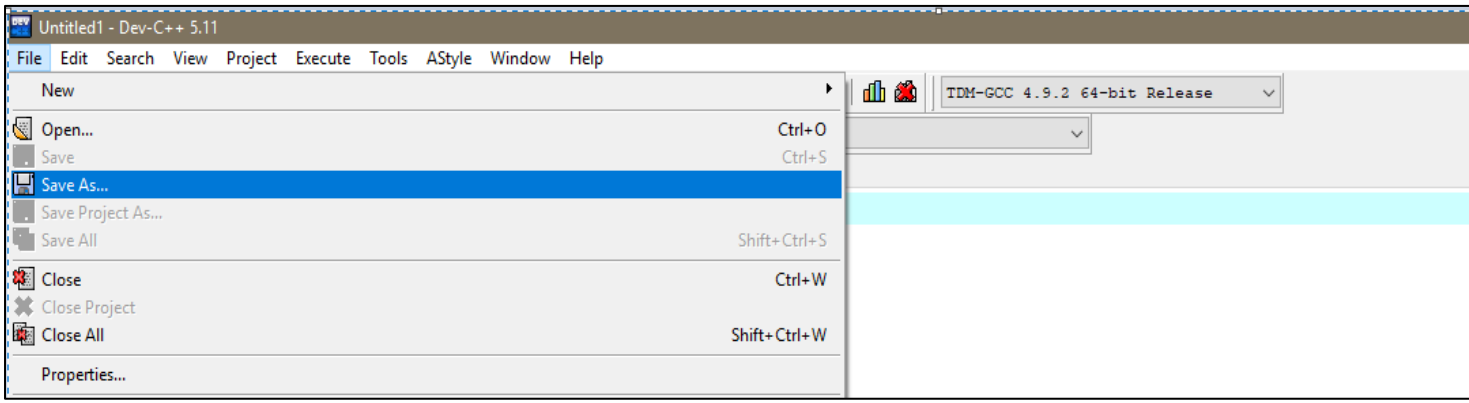 Untitled1 - Dev-C++ 5.11
File Edit Search View Project Execute Tools AStyle Window Help
New
TDM-GCC 4.9.2 64-bit Release
Open... Ctrl+O
Save Ctrl+S
Save As...
Save Project As...
Save All Shift+Ctrl+S
Close Ctrl+W
Close Project
Close All Shift+Ctrl+W
Properties...